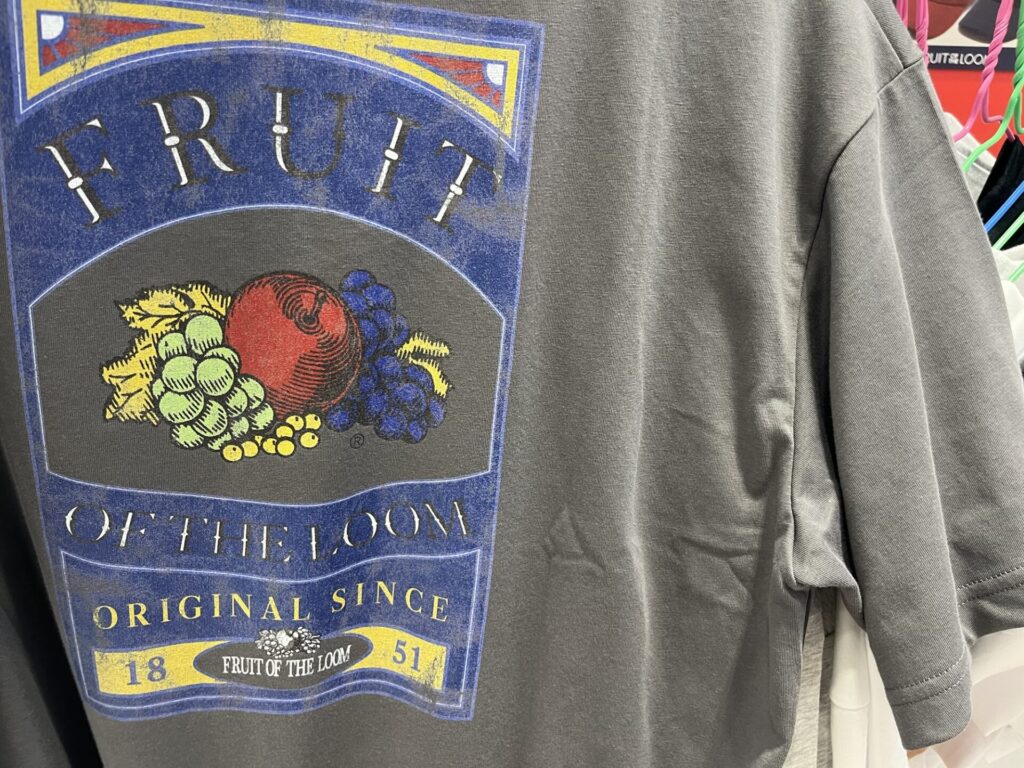 FRUIT
®
OF THE LOOM
ORIGINAL SINCE
18 FRUIT OF THE LOOM 51
FRUIT OF THE LOOM